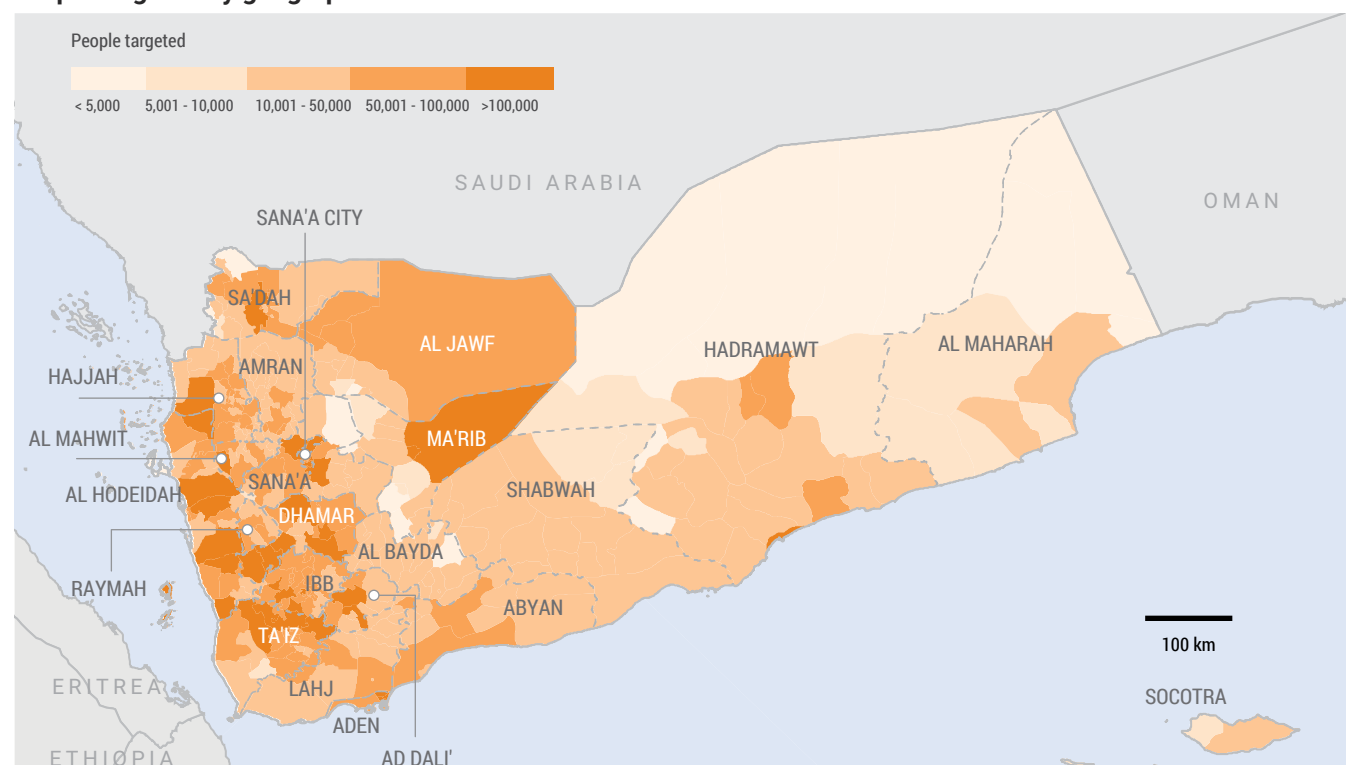 People targeted
< 5,000 5,001 - 10,000 10,001 - 50,000 50,001 - 100,000 >100,000
SAUDI ARABIA
OMAN
SANA'A CITY
SA'DAH
AL JAWF
HADRAMAWT
AL MAHARAH
AMRAN
HAJJAH
AL MAHWIT
MA'RIB
SANA'A
AL HODEIDAH
SHABWAH
DHAMAR
AL BAYDA
RAYMAH
IBB
ABYAN
TA'IZ
100 km
ERITREA
LAHJ
SOCOTRA
ADEN
ETHIOPIA
AD DALI'